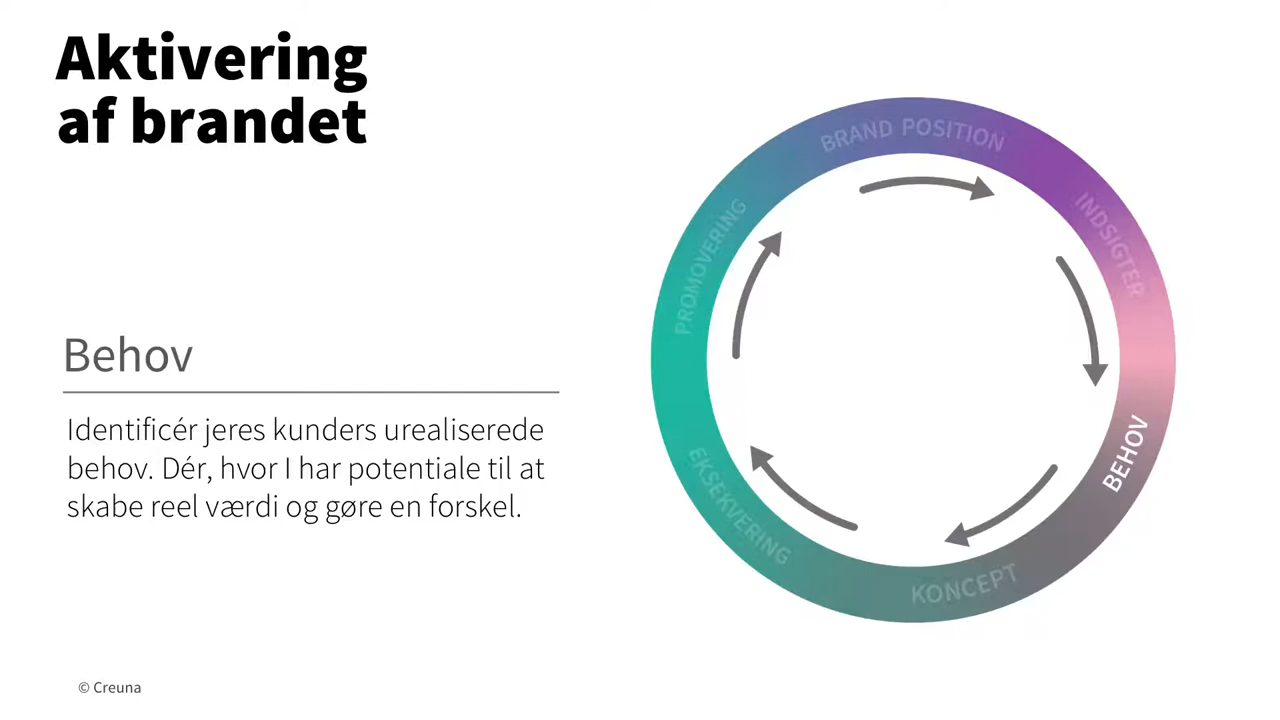 Aktivering
af brandet
BRAND POSITION
INDSIGTER
BEHOV
KONCEPT
EKSEKVERING
PROMOVERING
Behov
Identificér jeres kunders urealiserede
behov. Dér, hvor I har potentiale til at
skabe reel værdi og gøre en forskel.
© Creuna